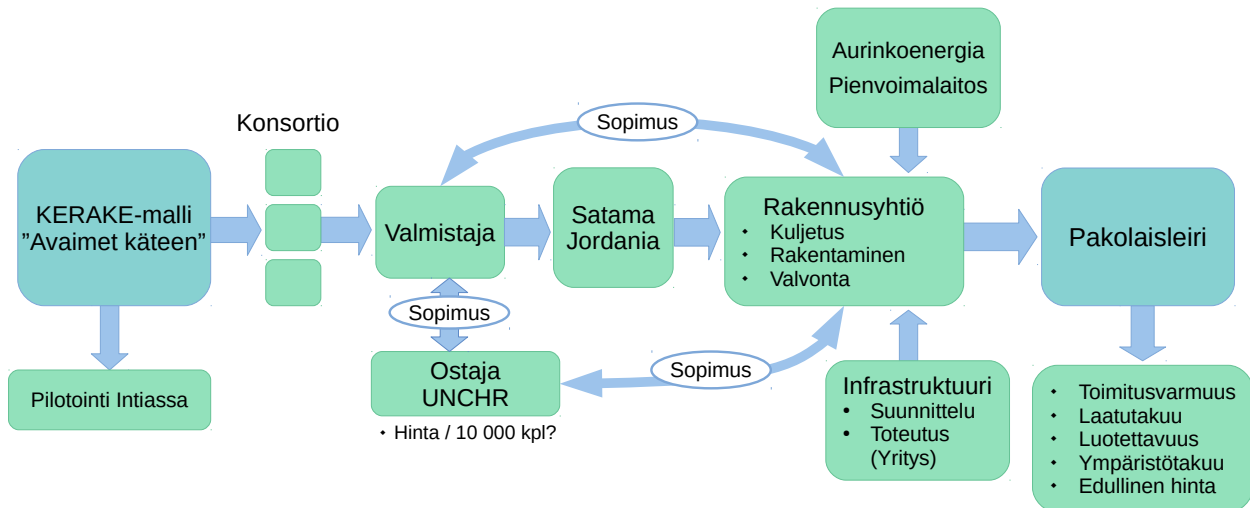 Aurinkoenergia
Pienvoimalaitos
Konsortio
Sopimus
KERAKE-malli
”Avaimet käteen”
Valmistaja
Satama
Jordania
Rakennusyhtiö
• Kuljetus
• Rakentaminen
• Valvonta
Pakolaisleiri
Sopimus
Pilotointi Intiassa
Ostaja
UNCHR
• Hinta / 10 000 kpl?
Sopimus
Infrastruktuuri
• Suunnittelu
• Toteutus
(Yritys)
• Toimitusvarmuus
• Laatutakuu
• Luotettavuus
• Ympäristötakuu
• Edullinen hinta